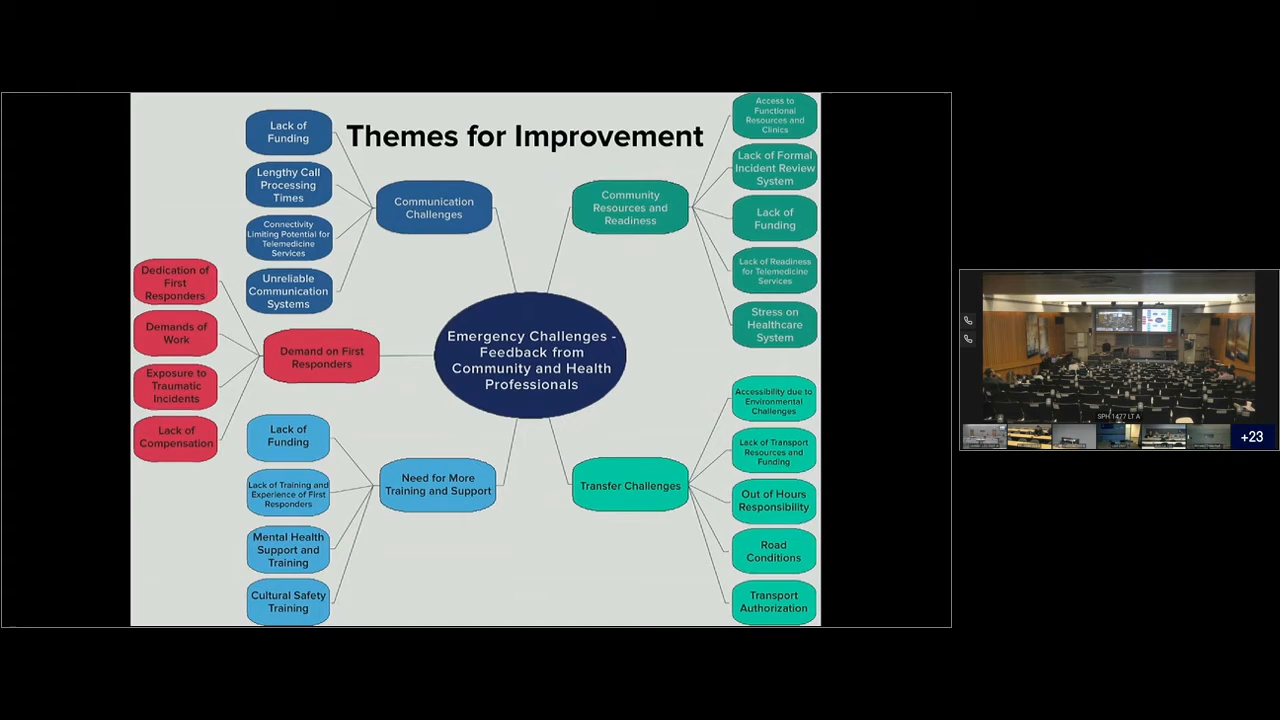 Themes for Improvement
Lack of
Funding
Lengthy Call
Processing
Times
Connectivity
Limiting Potential for
Telemedicine
Services
Unreliable
Communication
Systems
Communication
Challenges
Community
Resources and
Readiness
Access to
Functional
Resources and
Clinics
Lack of Formal
Incident Review
System
Lack of
Funding
Lack of Readiness
for Telemedicine
Services
Stress on
Healthcare
System
Dedication of
First
Responders
Demands of
Work
Exposure to
Traumatic
Incidents
Lack of
Compensation
Demand on First
Responders
Emergency Challenges -
Feedback from
Community and Health
Professionals
Lack of
Funding
Lack of Training and
Experience of First
Responders
Mental Health
Support and
Training
Cultural Safety
Training
Need for More
Training and Support
Transfer Challenges
Accessibility due to
Environmental
Challenges
Lack of Transport
Resources and
Funding
Out of Hours
Responsibility
Road
Conditions
Transport
Authorization
SPH 1477 LT A
+23